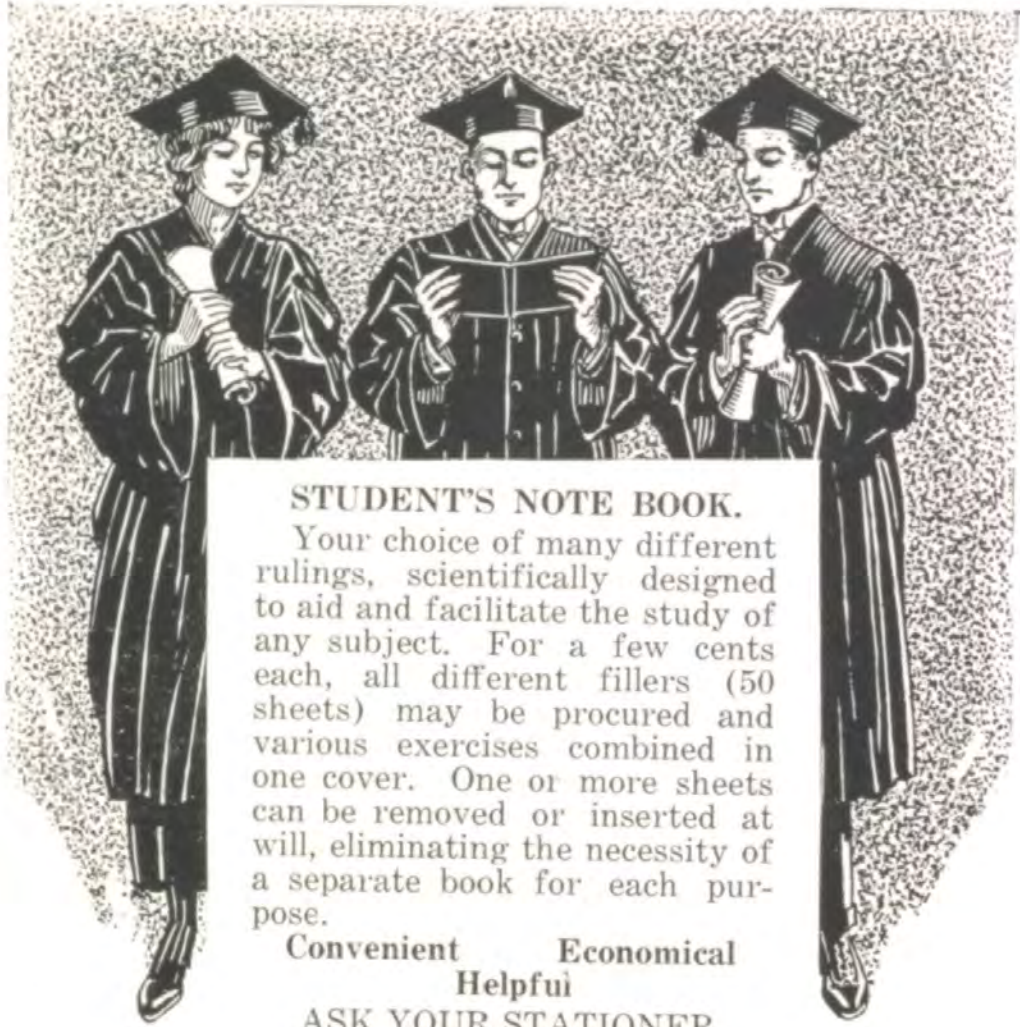 STUDENT'S NOTE BOOK.
Your choice of many different
rulings, scientifically designed
to aid and facilitate the study of
any subject. For a few cents
each, all different fillers (50
sheets) may be procured and
various exercises combined in
one cover. One or more sheets
can be removed or inserted at
will, eliminating the necessity of
a separate book for each pur-
pose.
Convenient Economical
Helpful
ASK YOUR STATIONER